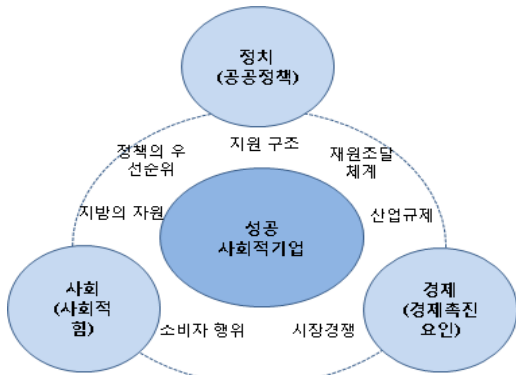 정치
(공공정책)
지원 구조
정책의 우
선순위
재원조달
체계
지방의 자원
산업규제
성공
사회적기업
사회
(사회적
험)
경제
(경제촉진
요인)
소비자 행위
시장경쟁